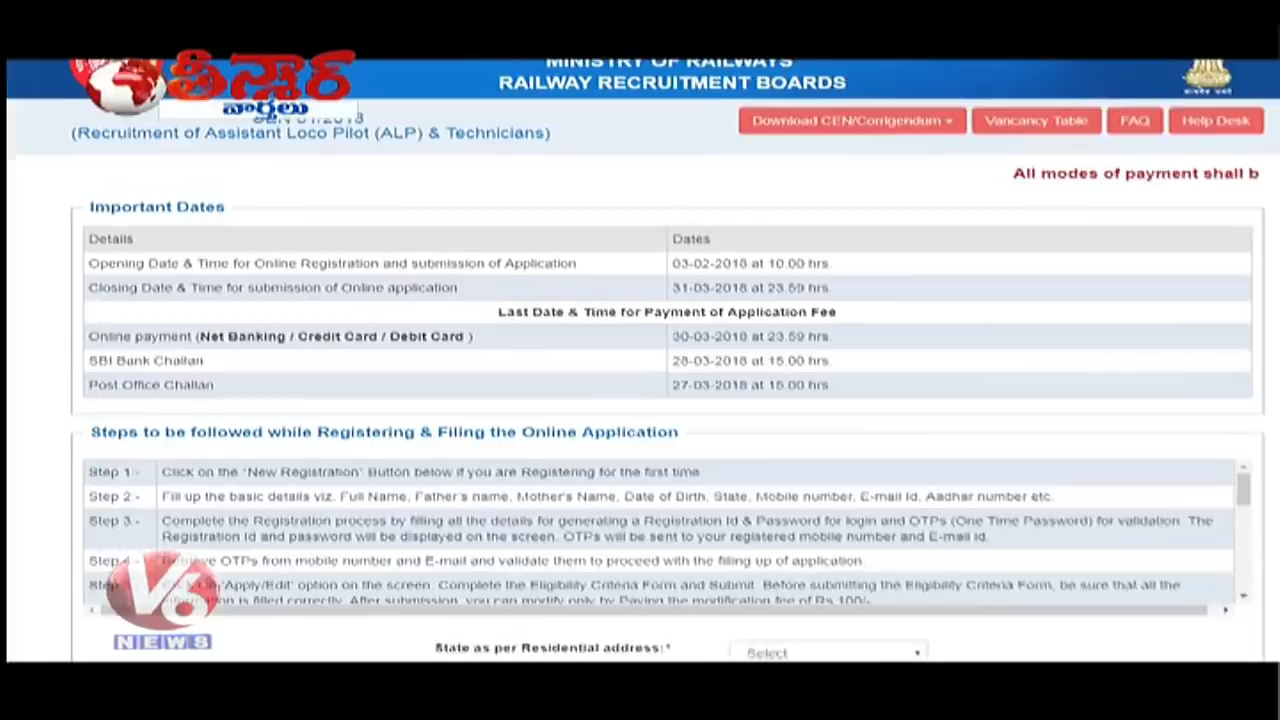 తీన్మార్
వార్తలు
MINISTRY OF RAILWAYS
RAILWAY RECRUITMENT BOARDS
(Recruitment of Assistant Loco Pilot (ALP) & Technicians)
Download CEN/Corrigendum
Vancancy Table
FAQ
Help Desk
All modes of payment shall b
Important Dates
Details Dates
Opening Date & Time for Online Registration and submission of Application 03-02-2018 at 10.00 hrs.
Closing Date & Time for submission of Online application 31-03-2018 at 23.59 hrs.
Last Date & Time for Payment of Application Fee
Online payment (Net Banking / Credit Card / Debit Card ) 30-03-2018 at 23.59 hrs.
SBI Bank Challan 28-03-2018 at 15.00 hrs.
Post Office Challan 27-03-2018 at 15.00 hrs.
Steps to be followed while Registering & Filing the Online Application
Step 1:- Click on the "New Registration" Button below if you are Registering for the first time
Step 2:- Fill up the basic details viz. Full Name, Father's name, Mother's Name, Date of Birth, State, Mobile number, E-mail Id, Aadhar number etc.
Step 3:- Complete the Registration process by filling all the details for generating a Registration Id & Password for login and OTPs (One Time Password) for validation. The
Registration Id and password will be displayed on the screen. OTPs will be sent to your registered mobile number and E-mail id.
Step 4 OTPs from mobile number and E-mail and validate them to proceed with the filling up of application.
Step 'Apply/Edit' option on the screen. Complete the Eligibility Criteria Form and Submit. Before submitting the Eligibility Criteria Form, be sure that all the
is filled correctly. After submission, you can modify only by Paying the modification fee of Rs.100/-
V6
NEWS
State as per Residential address:*
Select